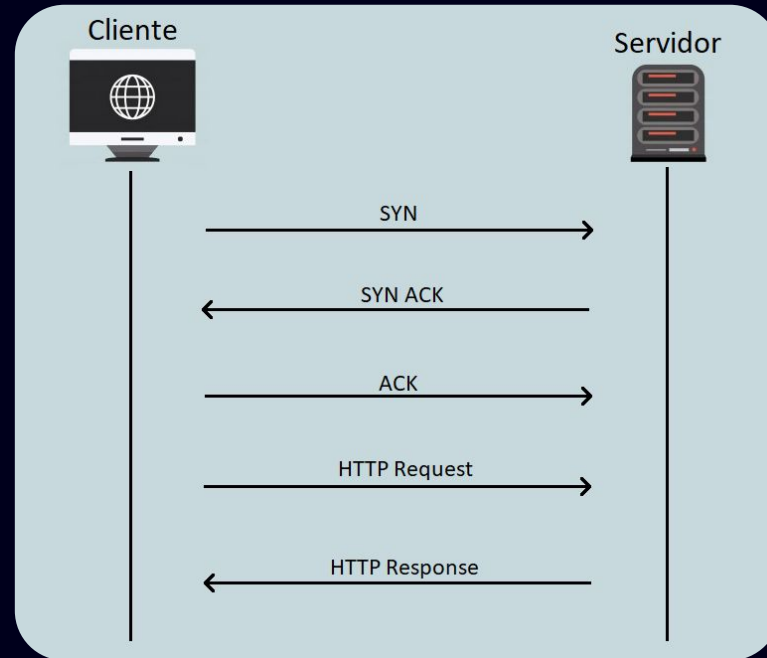 Cliente
Servidor
SYN
SYN ACK
ACK
HTTP Request
HTTP Response